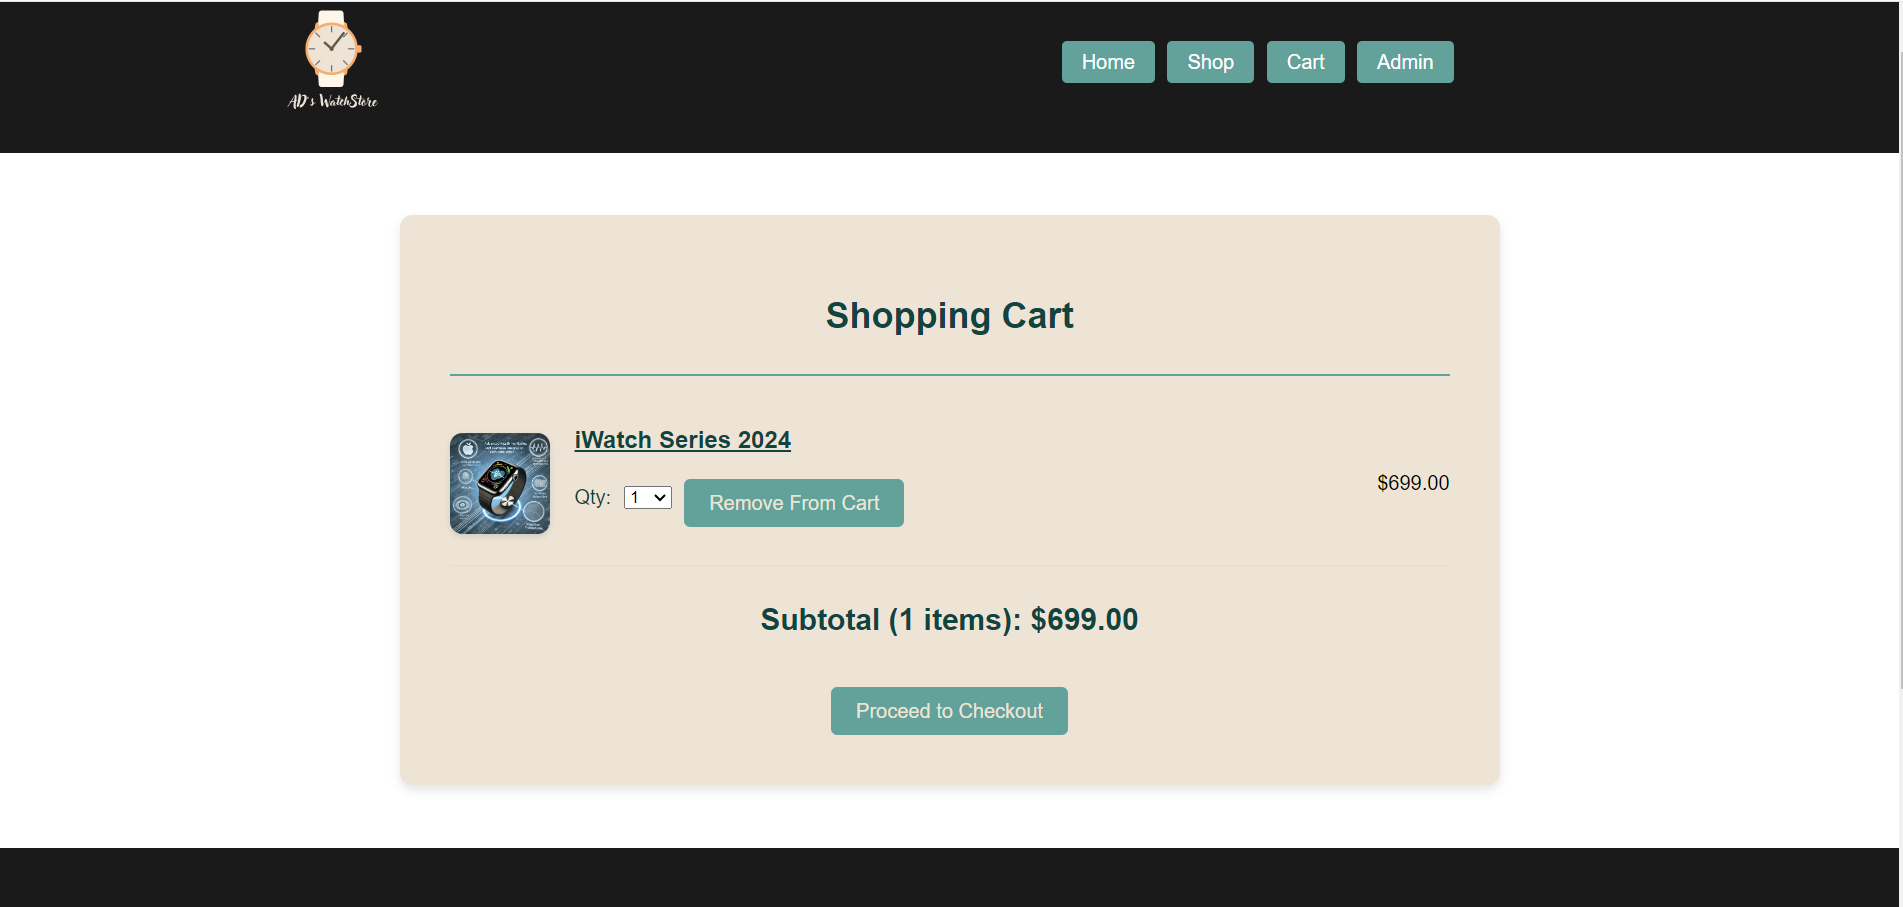 AD's WatchStore
Home
Shop
Cart
Admin
Shopping Cart
iWatch Series 2024
Qty: 1
Remove From Cart
$699.00
Subtotal (1 items): $699.00
Proceed to Checkout